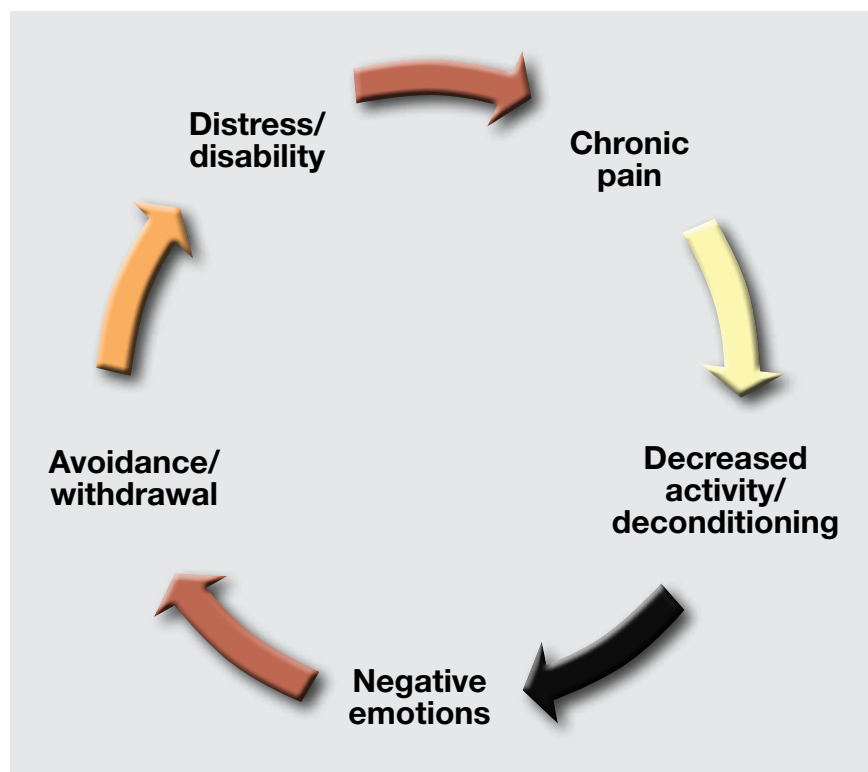 Distress/
disability
Chronic
pain
Decreased
activity/
deconditioning
Negative
emotions
Avoidance/
withdrawal